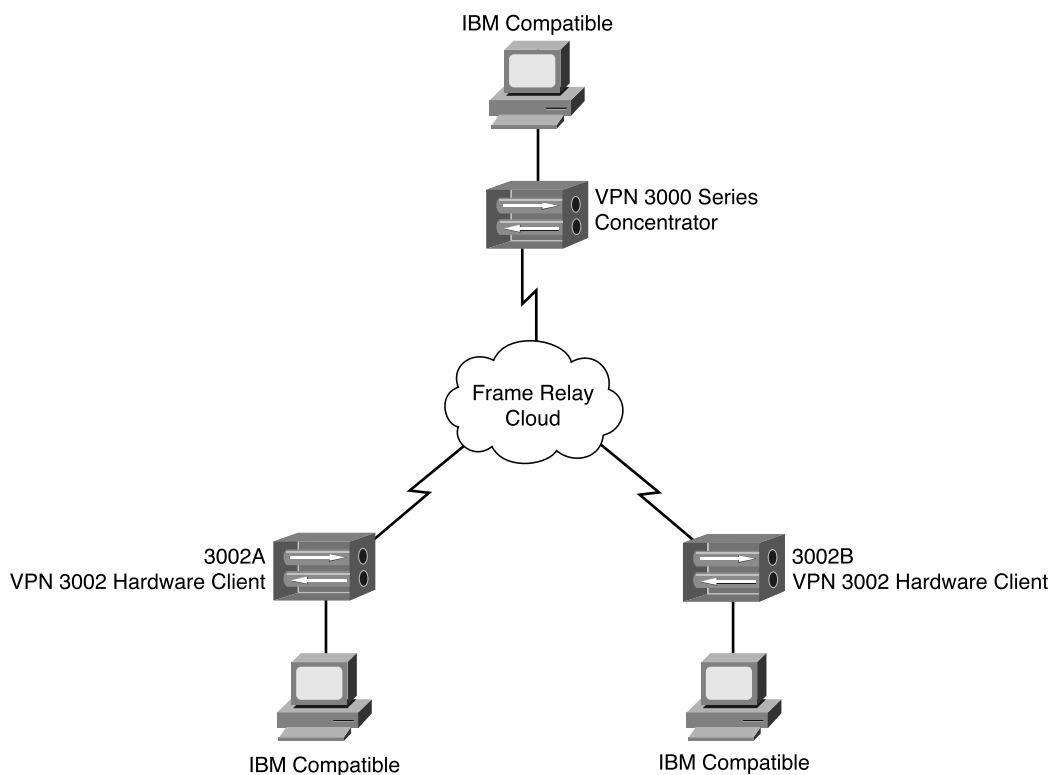 IBM Compatible
VPN 3000 Series
Concentrator
Frame Relay
Cloud
3002A
VPN 3002 Hardware Client
3002B
VPN 3002 Hardware Client
IBM Compatible
IBM Compatible